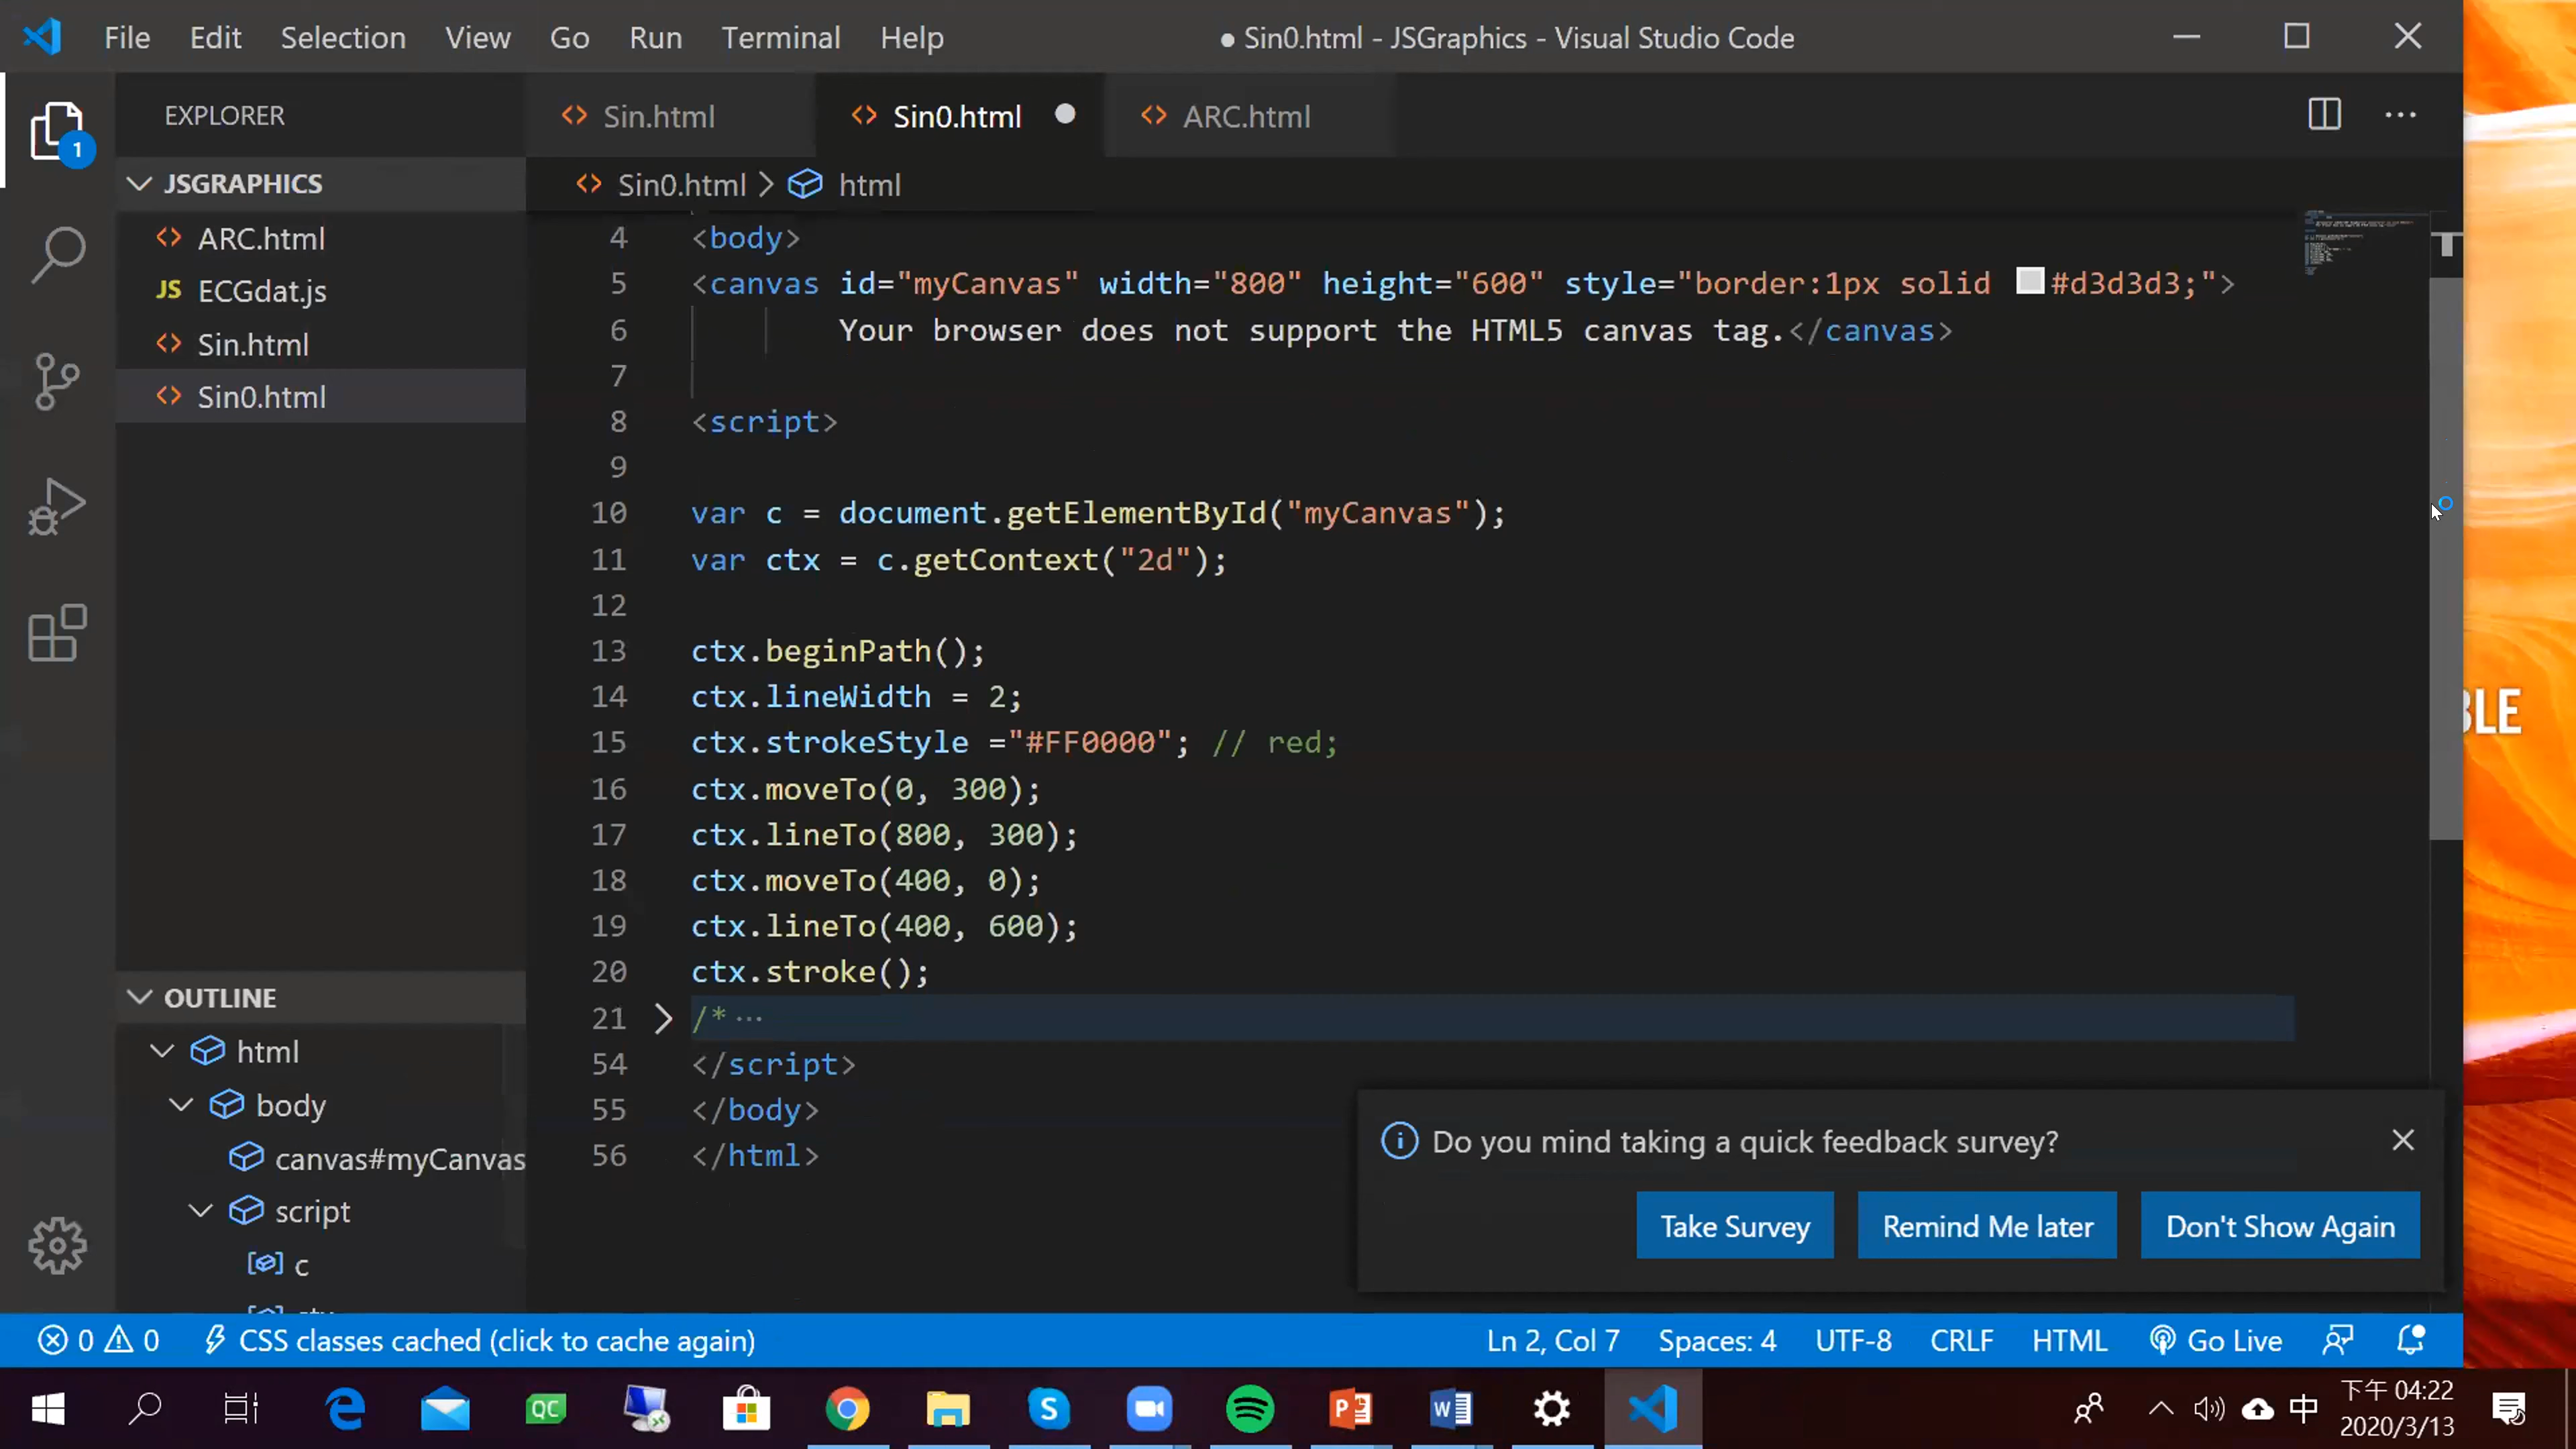 File Edit Selection View Go Run Terminal Help ● Sin0.html - JSGraphics - Visual Studio Code
EXPLORER
1
JSGRAPHICS
ARC.html
JS ECGdat.js
Sin.html
Sin0.html
OUTLINE
html
body
canvas#myCanvas
script
c
Sin.html Sin0.html ARC.html
Sin0.html > html
4 <body>
5 <canvas id="myCanvas" width="800" height="600" style="border:1px solid #d3d3d3;">
6 Your browser does not support the HTML5 canvas tag.</canvas>
7
8 <script>
9
10 var c = document.getElementById("myCanvas");
11 var ctx = c.getContext("2d");
12
13 ctx.beginPath();
14 ctx.lineWidth = 2;
15 ctx.strokeStyle ="#FF0000"; // red;
16 ctx.moveTo(0, 300);
17 ctx.lineTo(800, 300);
18 ctx.moveTo(400, 0);
19 ctx.lineTo(400, 600);
20 ctx.stroke();
21 /* ···
54 </script>
55 </body>
56 </html>
Do you mind taking a quick feedback survey?
Take Survey Remind Me later Don't Show Again
0 0 CSS classes cached (click to cache again) Ln 2, Col 7 Spaces: 4 UTF-8 CRLF HTML Go Live
QC
中
下午 04:22
2020/3/13